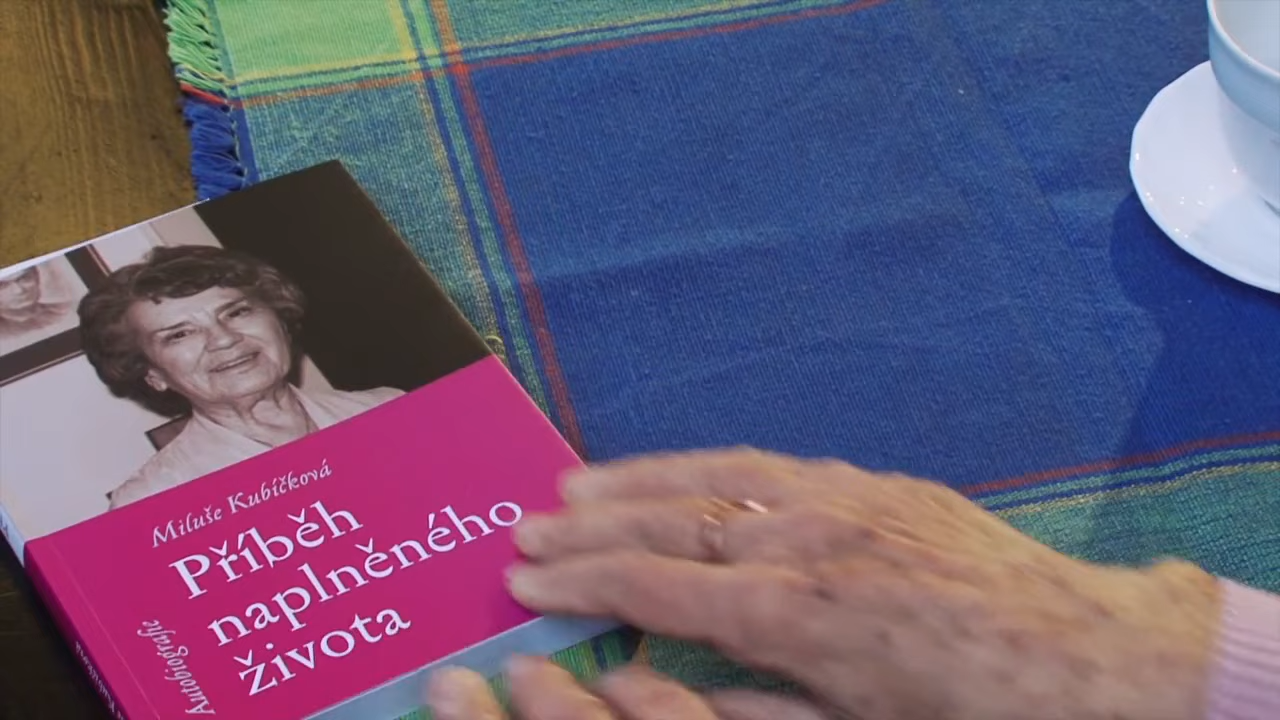 Miluše Kubíčková
Příběh
naplněného
života
Autobiografie